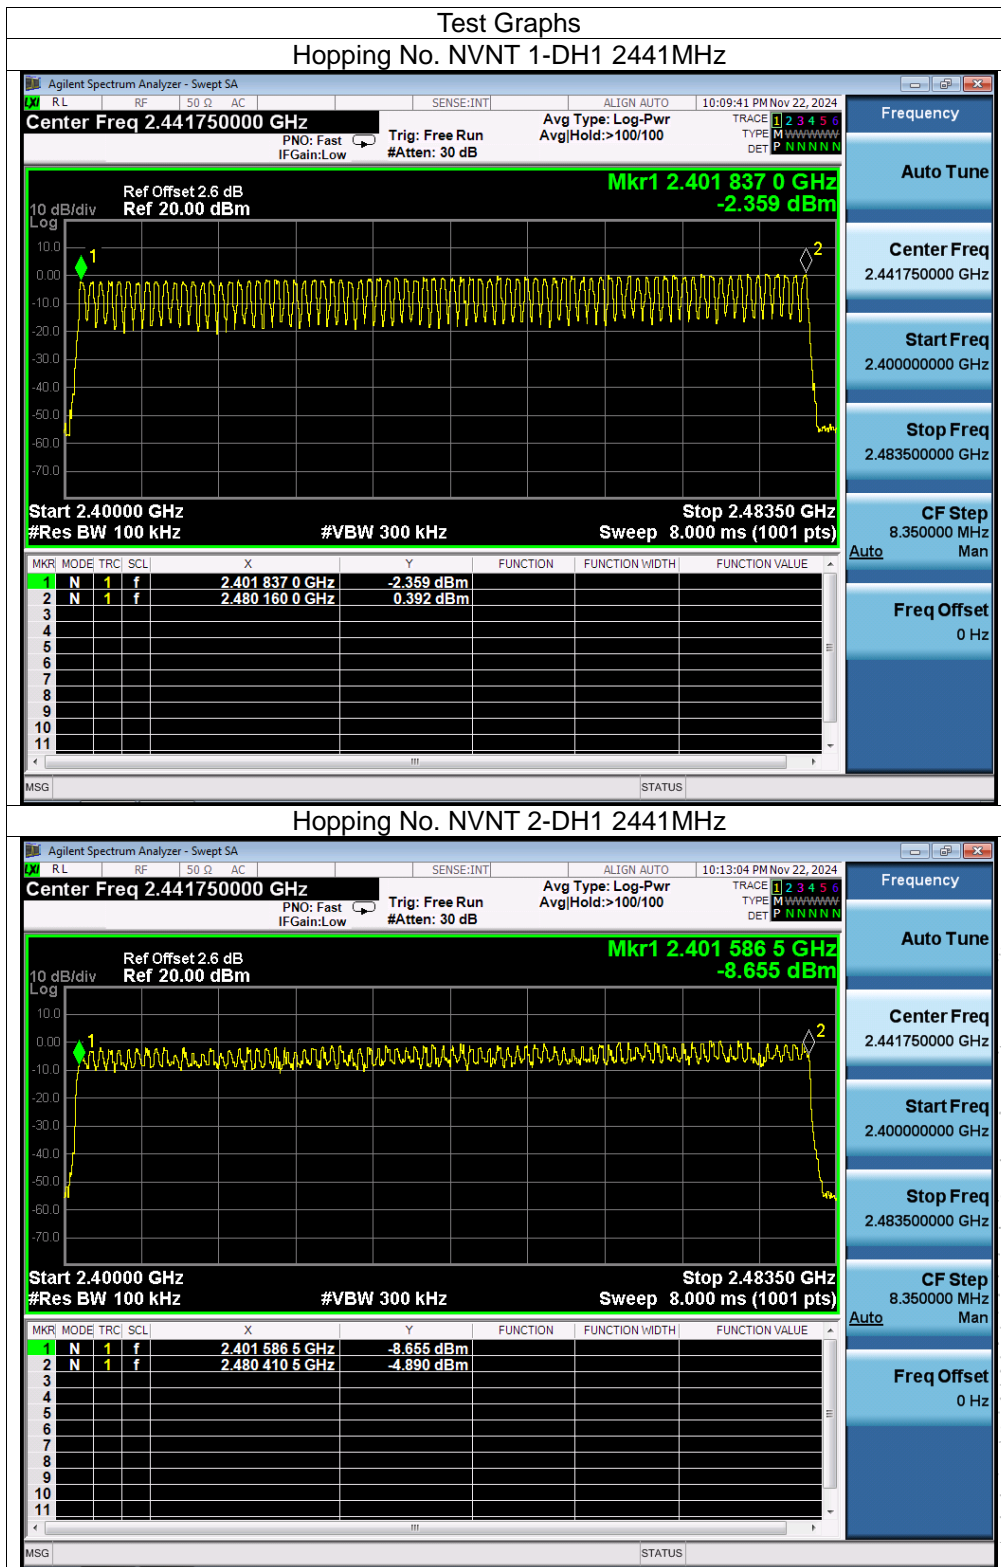 Test Graphs
Hopping No. NVNT 1-DH1 2441MHz
Agilent Spectrum Analyzer - Swept SA
LXI RL RF 50 Ω AC SENSE:INT ALIGN AUTO 10:09:41 PM Nov 22, 2024
Center Freq 2.441750000 GHz Avg Type: Log-Pwr TRACE 1 2 3 4 5 6
PNO: Fast Trig: Free Run Avg|Hold:>100/100 TYPE M WWWWW
IFGain:Low #Atten: 30 dB DET P N N N N N
Frequency
Auto Tune
Ref Offset 2.6 dB Mkr1 2.401 837 0 GHz
10 dB/div Ref 20.00 dBm -2.359 dBm
Log
10.0
0.00
-10.0
-20.0
-30.0
-40.0
-50.0
-60.0
-70.0
1
2
Center Freq
2.441750000 GHz
Start Freq
2.400000000 GHz
Stop Freq
2.483500000 GHz
Start 2.40000 GHz Stop 2.48350 GHz
#Res BW 100 kHz #VBW 300 kHz Sweep 8.000 ms (1001 pts)
CF Step
8.350000 MHz
Auto Man
MKR MODE TRC SCL X Y FUNCTION FUNCTION WIDTH FUNCTION VALUE
1 N 1 f 2.401 837 0 GHz -2.359 dBm
2 N 1 f 2.480 160 0 GHz 0.392 dBm
3
4
5
6
7
8
9
10
11
Freq Offset
0 Hz
MSG STATUS
Hopping No. NVNT 2-DH1 2441MHz
Agilent Spectrum Analyzer - Swept SA
LXI RL RF 50 Ω AC SENSE:INT ALIGN AUTO 10:13:04 PM Nov 22, 2024
Center Freq 2.441750000 GHz Avg Type: Log-Pwr TRACE 1 2 3 4 5 6
PNO: Fast Trig: Free Run Avg|Hold:>100/100 TYPE M WWWWW
IFGain:Low #Atten: 30 dB DET P N N N N N
Frequency
Auto Tune
Ref Offset 2.6 dB Mkr1 2.401 586 5 GHz
10 dB/div Ref 20.00 dBm -8.655 dBm
Log
10.0
0.00
-10.0
-20.0
-30.0
-40.0
-50.0
-60.0
-70.0
1
2
Center Freq
2.441750000 GHz
Start Freq
2.400000000 GHz
Stop Freq
2.483500000 GHz
Start 2.40000 GHz Stop 2.48350 GHz
#Res BW 100 kHz #VBW 300 kHz Sweep 8.000 ms (1001 pts)
CF Step
8.350000 MHz
Auto Man
MKR MODE TRC SCL X Y FUNCTION FUNCTION WIDTH FUNCTION VALUE
1 N 1 f 2.401 586 5 GHz -8.655 dBm
2 N 1 f 2.480 410 5 GHz -4.890 dBm
3
4
5
6
7
8
9
10
11
Freq Offset
0 Hz
MSG STATUS